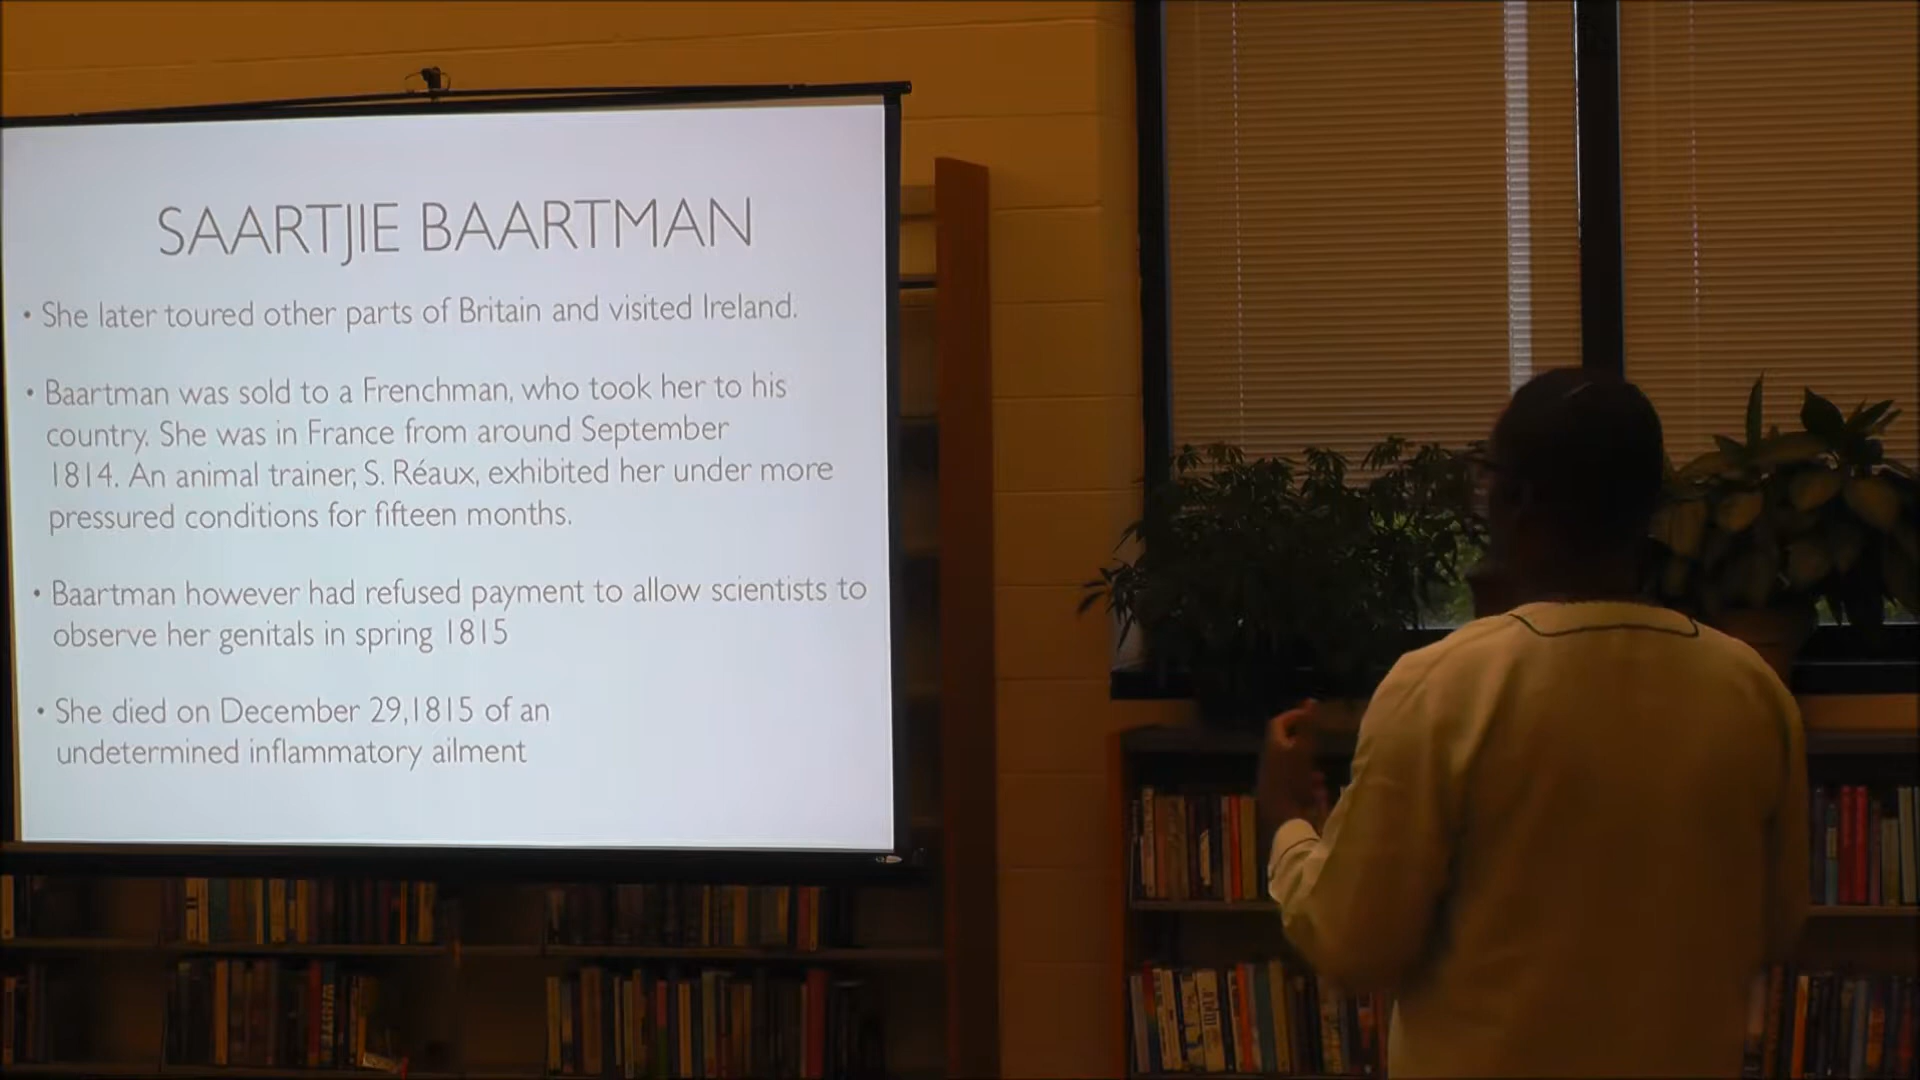 SAARTJIE BAARTMAN
• She later toured other parts of Britain and visited Ireland.
• Baartman was sold to a Frenchman, who took her to his
country. She was in France from around September
1814. An animal trainer, S. Réaux, exhibited her under more
pressured conditions for fifteen months.
• Baartman however had refused payment to allow scientists to
observe her genitals in spring 1815
• She died on December 29,1815 of an
undetermined inflammatory ailment